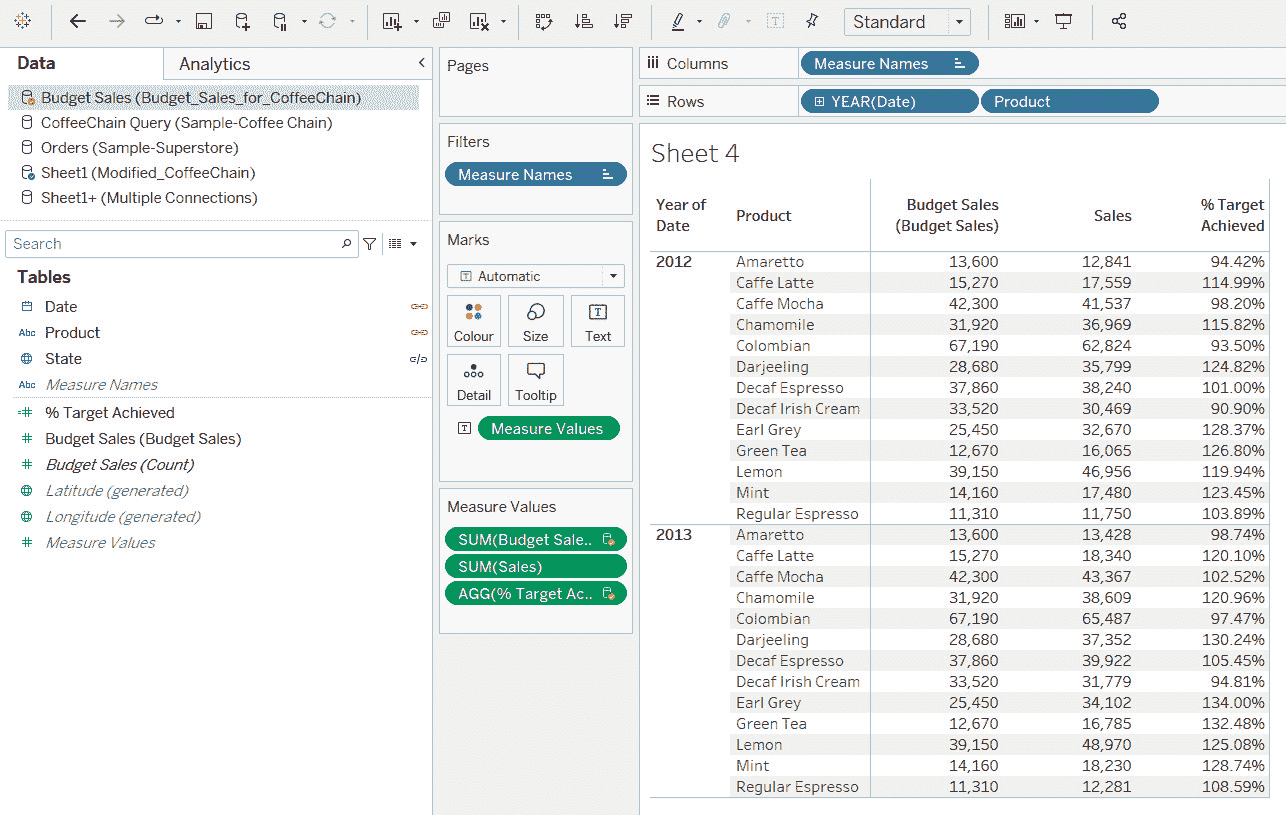 Standard
Data
Analytics
Budget Sales (Budget_Sales_for_CoffeeChain)
CoffeeChain Query (Sample-Coffee Chain)
Orders (Sample-Superstore)
Sheet1 (Modified_CoffeeChain)
Sheet1+ (Multiple Connections)
Search
Tables
Date
Abc Product
State
Abc Measure Names
% Target Achieved
Budget Sales (Budget Sales)
Budget Sales (Count)
Latitude (generated)
Longitude (generated)
Measure Values
Pages
Filters
Measure Names
Marks
Automatic
Colour Size Text
Detail Tooltip
Measure Values
Measure Values
SUM(Budget Sale..
SUM(Sales)
AGG(% Target Ac..
Columns Measure Names
Rows YEAR(Date) Product
Sheet 4
Year of Date Product Budget Sales (Budget Sales) Sales % Target Achieved
2012 Amaretto 13,600 12,841 94.42%
Caffe Latte 15,270 17,559 114.99%
Caffe Mocha 42,300 41,537 98.20%
Chamomile 31,920 36,969 115.82%
Colombian 67,190 62,824 93.50%
Darjeeling 28,680 35,799 124.82%
Decaf Espresso 37,860 38,240 101.00%
Decaf Irish Cream 33,520 30,469 90.90%
Earl Grey 25,450 32,670 128.37%
Green Tea 12,670 16,065 126.80%
Lemon 39,150 46,956 119.94%
Mint 14,160 17,480 123.45%
Regular Espresso 11,310 11,750 103.89%
2013 Amaretto 13,600 13,428 98.74%
Caffe Latte 15,270 18,340 120.10%
Caffe Mocha 42,300 43,367 102.52%
Chamomile 31,920 38,609 120.96%
Colombian 67,190 65,487 97.47%
Darjeeling 28,680 37,352 130.24%
Decaf Espresso 37,860 39,922 105.45%
Decaf Irish Cream 33,520 31,779 94.81%
Earl Grey 25,450 34,102 134.00%
Green Tea 12,670 16,785 132.48%
Lemon 39,150 48,970 125.08%
Mint 14,160 18,230 128.74%
Regular Espresso 11,310 12,281 108.59%